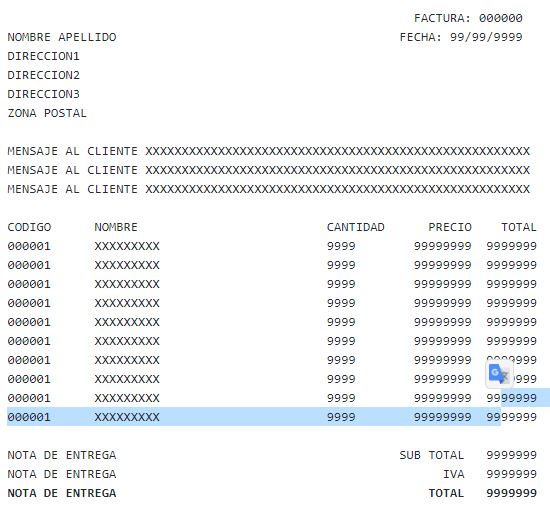 FACTURA: 000000
NOMBRE APELLIDO FECHA: 99/99/9999
DIRECCION1
DIRECCION2
DIRECCION3
ZONA POSTAL
MENSAJE AL CLIENTE XXXXXXXXXXXXXXXXXXXXXXXXXXXXXXXXXXXXXXXXXXXXXXXXXXXXX
MENSAJE AL CLIENTE XXXXXXXXXXXXXXXXXXXXXXXXXXXXXXXXXXXXXXXXXXXXXXXXXXXXX
MENSAJE AL CLIENTE XXXXXXXXXXXXXXXXXXXXXXXXXXXXXXXXXXXXXXXXXXXXXXXXXXXXX
CODIGO NOMBRE CANTIDAD PRECIO TOTAL
000001 XXXXXXXXX 9999 99999999 9999999
000001 XXXXXXXXX 9999 99999999 9999999
000001 XXXXXXXXX 9999 99999999 9999999
000001 XXXXXXXXX 9999 99999999 9999999
000001 XXXXXXXXX 9999 99999999 9999999
000001 XXXXXXXXX 9999 99999999 9999999
000001 XXXXXXXXX 9999 99999999 9999999
000001 XXXXXXXXX 9999 99999999
000001 XXXXXXXXX 9999 99999999 9999999
000001 XXXXXXXXX 9999 99999999 9999999
NOTA DE ENTREGA SUB TOTAL 9999999
NOTA DE ENTREGA IVA 9999999
NOTA DE ENTREGA TOTAL 9999999